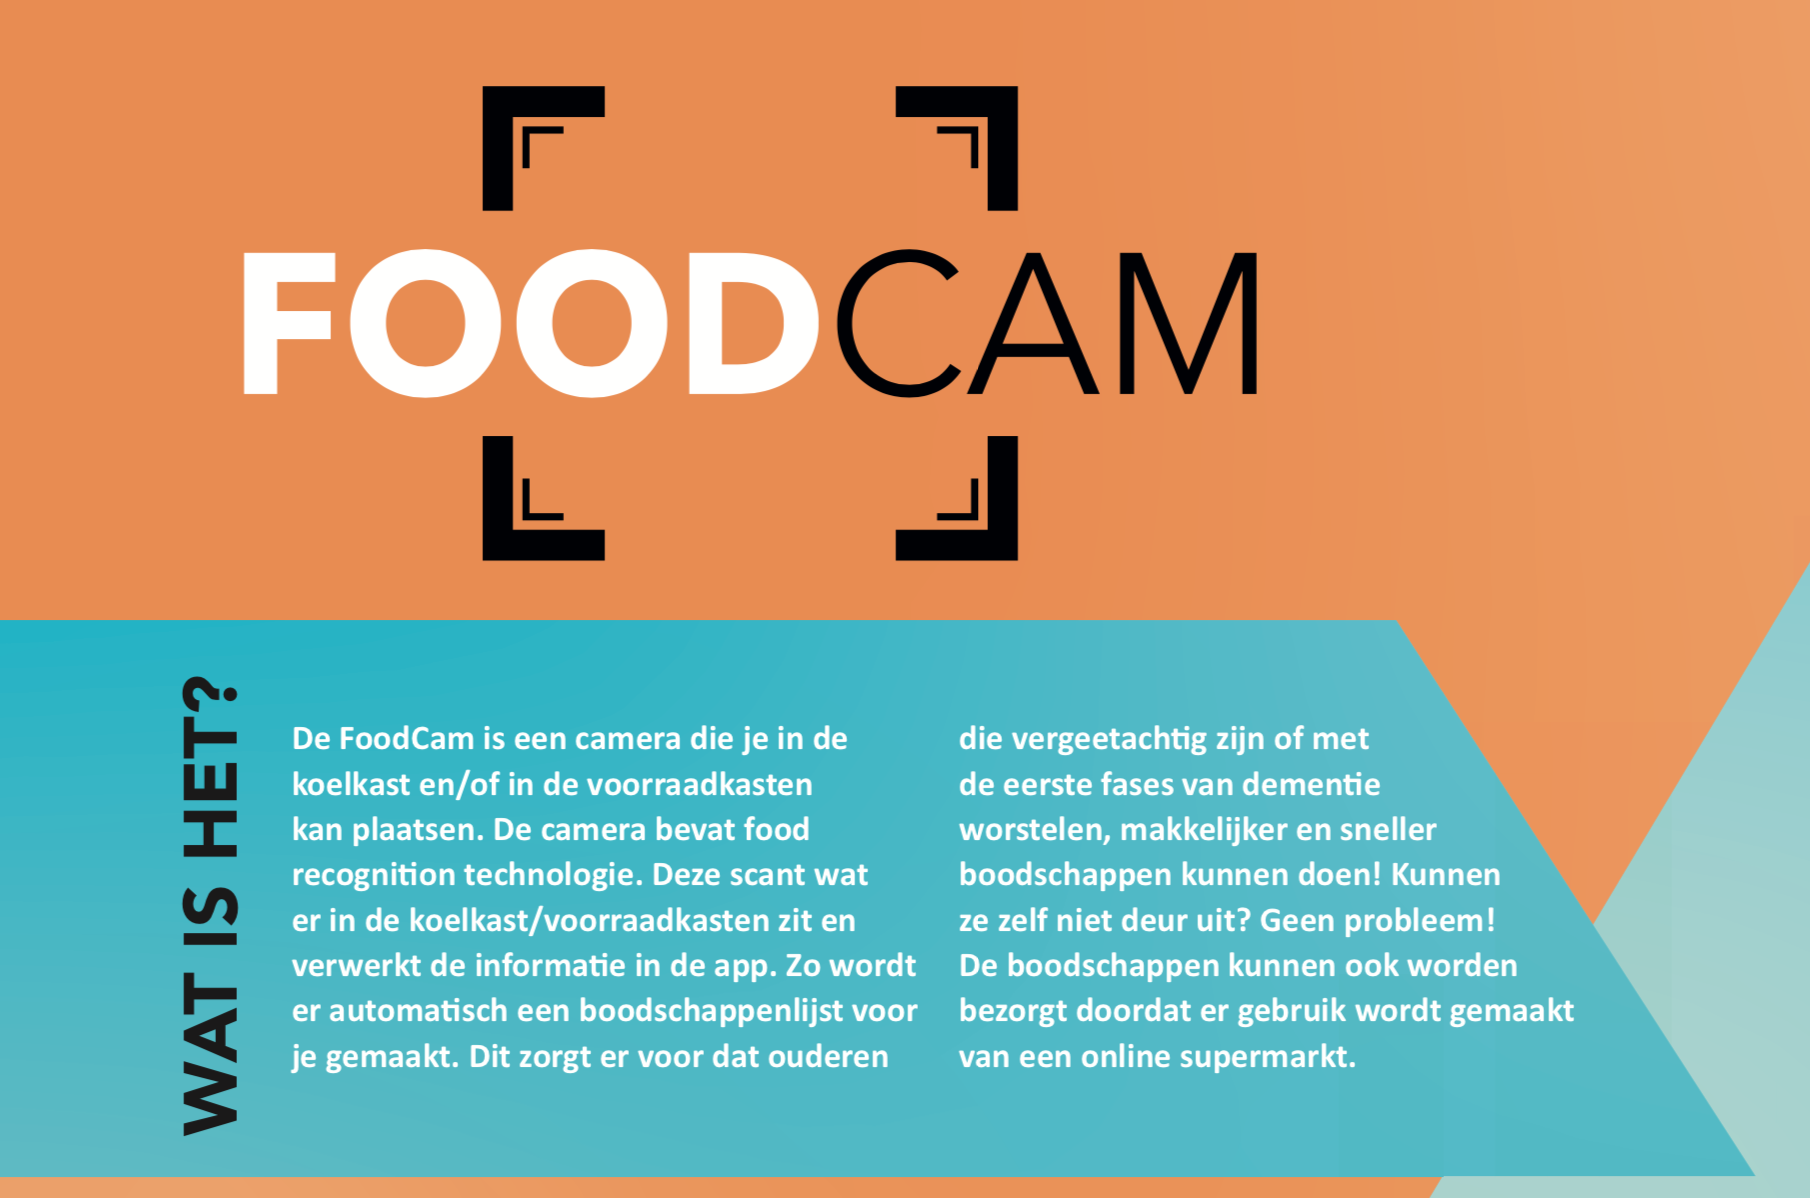 FOODCAM
WAT IS HET?
De FoodCam is een camera die je in de
koelkast en/of in de voorraadkasten
kan plaatsen. De camera bevat food
recognition technologie. Deze scant wat
er in de koelkast/voorraadkasten zit en
verwerkt de informatie in de app. Zo wordt
er automatisch een boodschappenlijst voor
je gemaakt. Dit zorgt er voor dat ouderen
die vergeetachtig zijn of met
de eerste fases van dementie
worstelen, makkelijker en sneller
boodschappen kunnen doen! Kunnen
ze zelf niet deur uit? Geen probleem!
De boodschappen kunnen ook worden
bezorgt doordat er gebruik wordt gemaakt
van een online supermarkt.